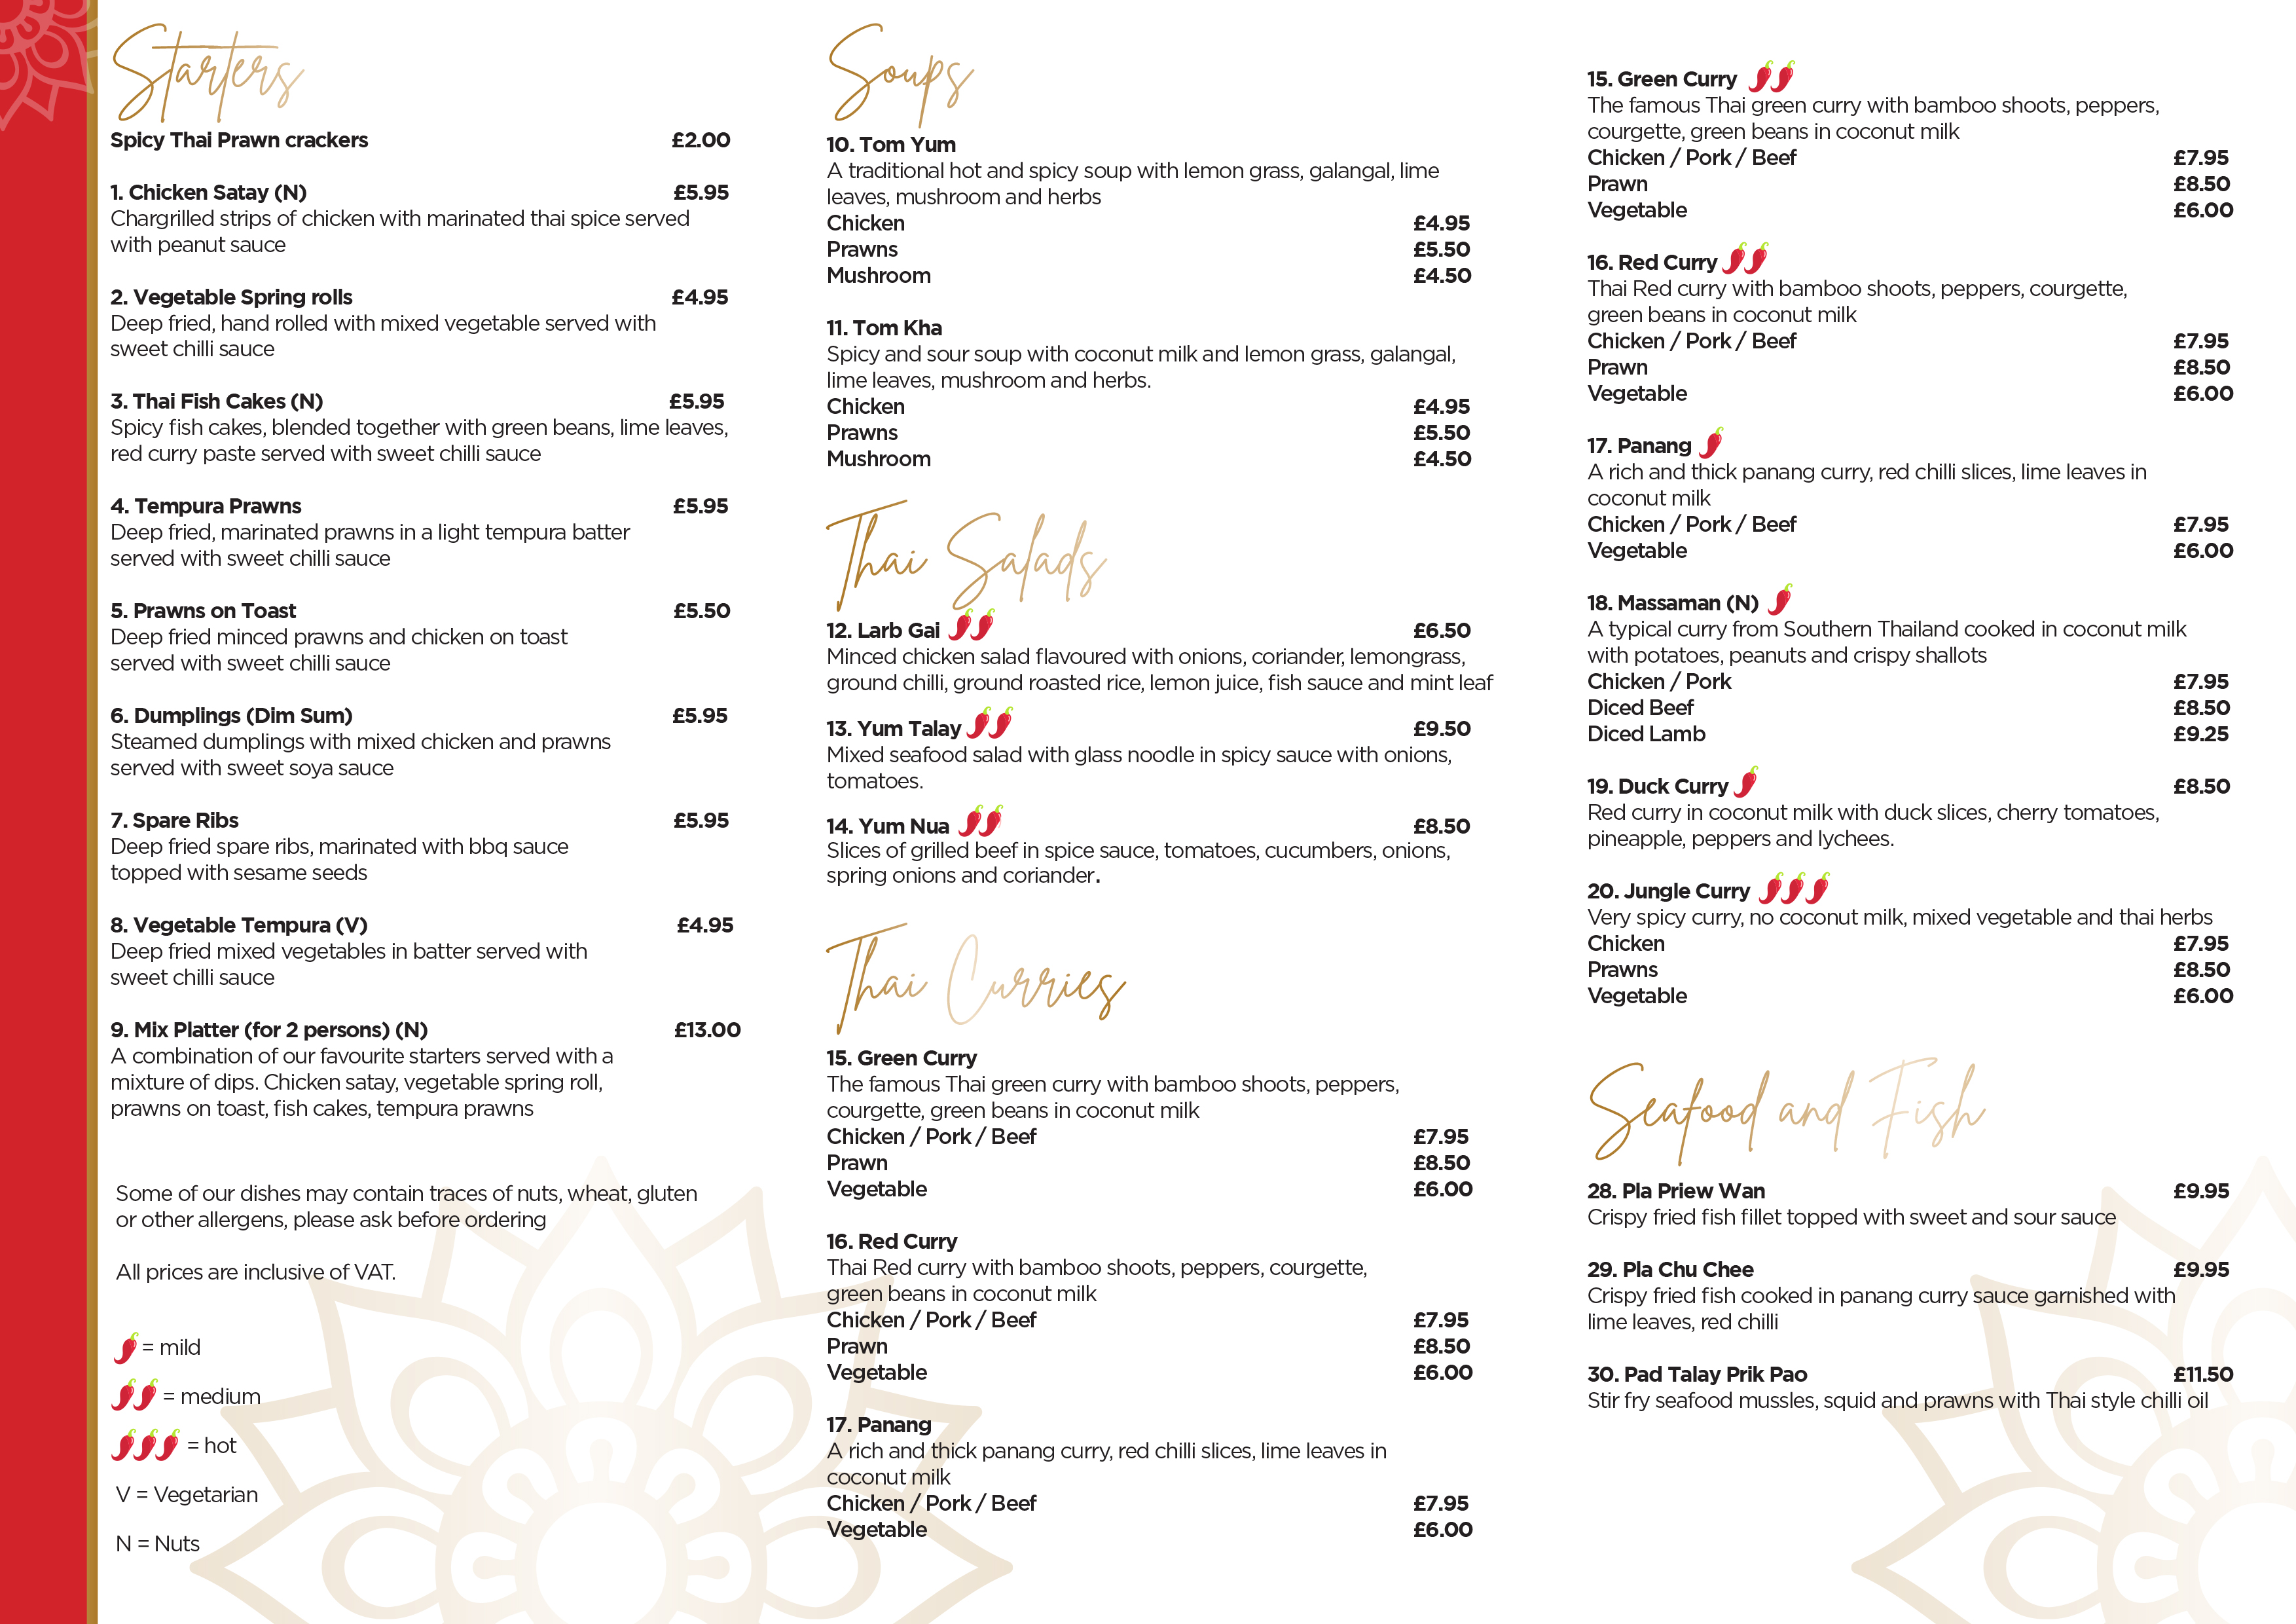 Starters
Spicy Thai Prawn crackers £2.00
1. Chicken Satay (N) £5.95
Chargrilled strips of chicken with marinated thai spice served
with peanut sauce
2. Vegetable Spring rolls £4.95
Deep fried, hand rolled with mixed vegetable served with
sweet chilli sauce
3. Thai Fish Cakes (N) £5.95
Spicy fish cakes, blended together with green beans, lime leaves,
red curry paste served with sweet chilli sauce
4. Tempura Prawns £5.95
Deep fried, marinated prawns in a light tempura batter
served with sweet chilli sauce
5. Prawns on Toast £5.50
Deep fried minced prawns and chicken on toast
served with sweet chilli sauce
6. Dumplings (Dim Sum) £5.95
Steamed dumplings with mixed chicken and prawns
served with sweet soya sauce
7. Spare Ribs £5.95
Deep fried spare ribs, marinated with bbq sauce
topped with sesame seeds
8. Vegetable Tempura (V) £4.95
Deep fried mixed vegetables in batter served with
sweet chilli sauce
9. Mix Platter (for 2 persons) (N) £13.00
A combination of our favourite starters served with a
mixture of dips. Chicken satay, vegetable spring roll,
prawns on toast, fish cakes, tempura prawns
Some of our dishes may contain traces of nuts, wheat, gluten
or other allergens, please ask before ordering
All prices are inclusive of VAT.
= mild
= medium
= hot
V = Vegetarian
N = Nuts
Soups
10. Tom Yum
A traditional hot and spicy soup with lemon grass, galangal, lime
leaves, mushroom and herbs
Chicken £4.95
Prawns £5.50
Mushroom £4.50
11. Tom Kha
Spicy and sour soup with coconut milk and lemon grass, galangal,
lime leaves, mushroom and herbs.
Chicken £4.95
Prawns £5.50
Mushroom £4.50
Thai Salads
12. Larb Gai £6.50
Minced chicken salad flavoured with onions, coriander, lemongrass,
ground chilli, ground roasted rice, lemon juice, fish sauce and mint leaf
13. Yum Talay £9.50
Mixed seafood salad with glass noodle in spicy sauce with onions,
tomatoes.
14. Yum Nua £8.50
Slices of grilled beef in spice sauce, tomatoes, cucumbers, onions,
spring onions and coriander.
Thai Curries
15. Green Curry
The famous Thai green curry with bamboo shoots, peppers,
courgette, green beans in coconut milk
Chicken / Pork / Beef £7.95
Prawn £8.50
Vegetable £6.00
16. Red Curry
Thai Red curry with bamboo shoots, peppers, courgette,
green beans in coconut milk
Chicken / Pork / Beef £7.95
Prawn £8.50
Vegetable £6.00
17. Panang
A rich and thick panang curry, red chilli slices, lime leaves in
coconut milk
Chicken / Pork / Beef £7.95
Vegetable £6.00
15. Green Curry
The famous Thai green curry with bamboo shoots, peppers,
courgette, green beans in coconut milk
Chicken / Pork / Beef £7.95
Prawn £8.50
Vegetable £6.00
16. Red Curry
Thai Red curry with bamboo shoots, peppers, courgette,
green beans in coconut milk
Chicken / Pork / Beef £7.95
Prawn £8.50
Vegetable £6.00
17. Panang
A rich and thick panang curry, red chilli slices, lime leaves in
coconut milk
Chicken / Pork / Beef £7.95
Vegetable £6.00
18. Massaman (N)
A typical curry from Southern Thailand cooked in coconut milk
with potatoes, peanuts and crispy shallots
Chicken / Pork £7.95
Diced Beef £8.50
Diced Lamb £9.25
19. Duck Curry £8.50
Red curry in coconut milk with duck slices, cherry tomatoes,
pineapple, peppers and lychees.
20. Jungle Curry
Very spicy curry, no coconut milk, mixed vegetable and thai herbs
Chicken £7.95
Prawns £8.50
Vegetable £6.00
Seafood and Fish
28. Pla Priew Wan £9.95
Crispy fried fish fillet topped with sweet and sour sauce
29. Pla Chu Chee £9.95
Crispy fried fish cooked in panang curry sauce garnished with
lime leaves, red chilli
30. Pad Talay Prik Pao £11.50
Stir fry seafood mussles, squid and prawns with Thai style chilli oil